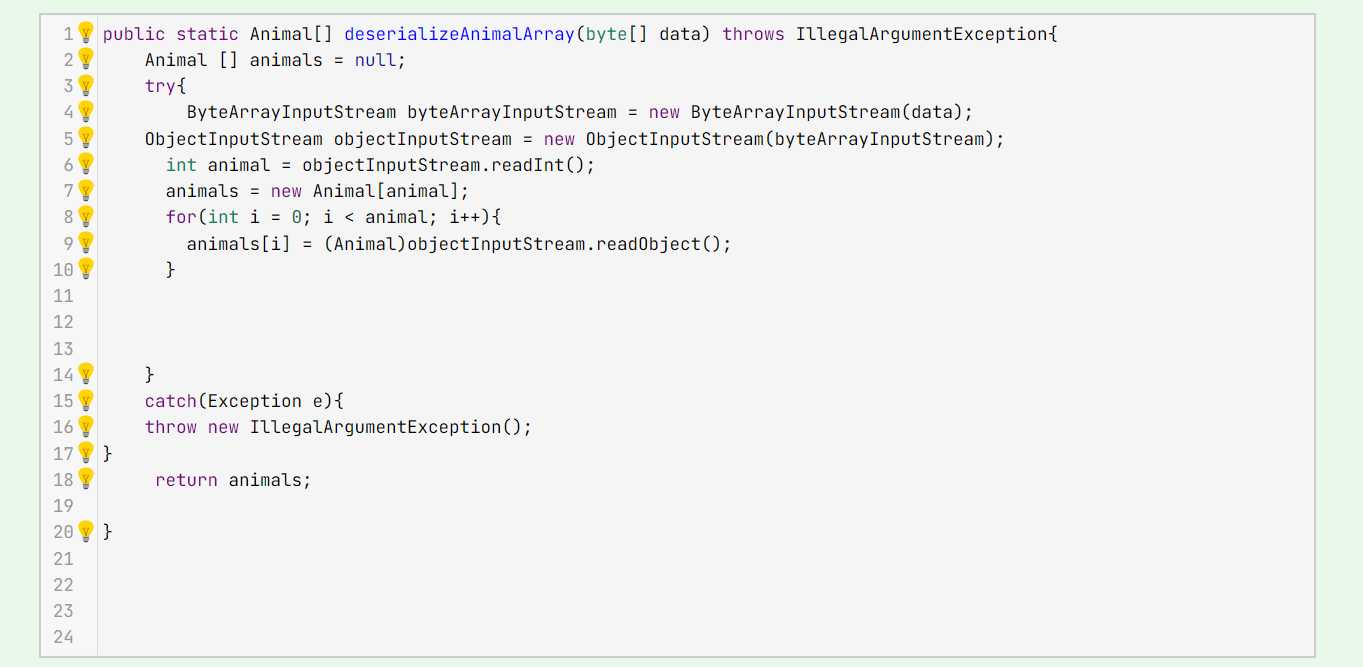 1 public static Animal[] deserializeAnimalArray(byte[] data) throws IllegalArgumentException{
2 Animal [] animals = null;
3 try{
4 ByteArrayInputStream byteArrayInputStream = new ByteArrayInputStream(data);
5 ObjectInputStream objectInputStream = new ObjectInputStream(byteArrayInputStream);
6 int animal = objectInputStream.readInt();
7 animals = new Animal[animal];
8 for(int i = 0; i < animal; i++){
9 animals[i] = (Animal)objectInputStream.readObject();
10 }
11
12
13
14 }
15 catch(Exception e){
16 throw new IllegalArgumentException();
17 }
18 return animals;
19
20 }
21
22
23
24